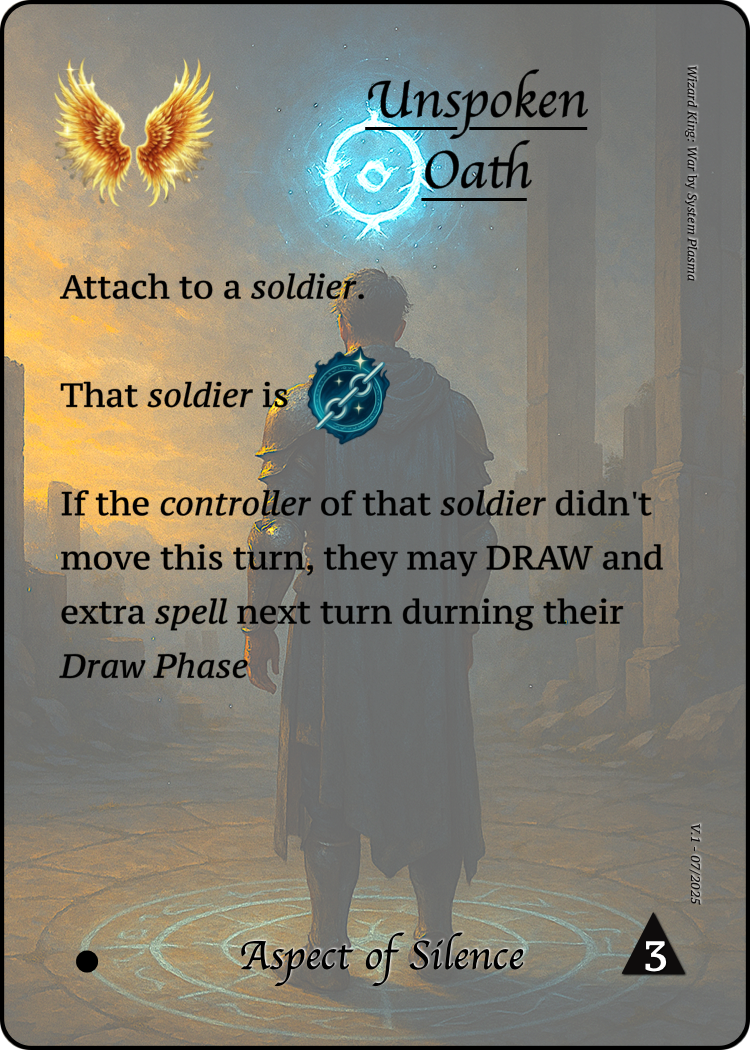 Unspoken
Oath
Wizard King: War by System Plasma
Attach to a soldier.
That soldier is
If the controller of that soldier didn't
move this turn, they may DRAW and
extra spell next turn durning their
Draw Phase
V.1 - 07/2025
Aspect of Silence
3